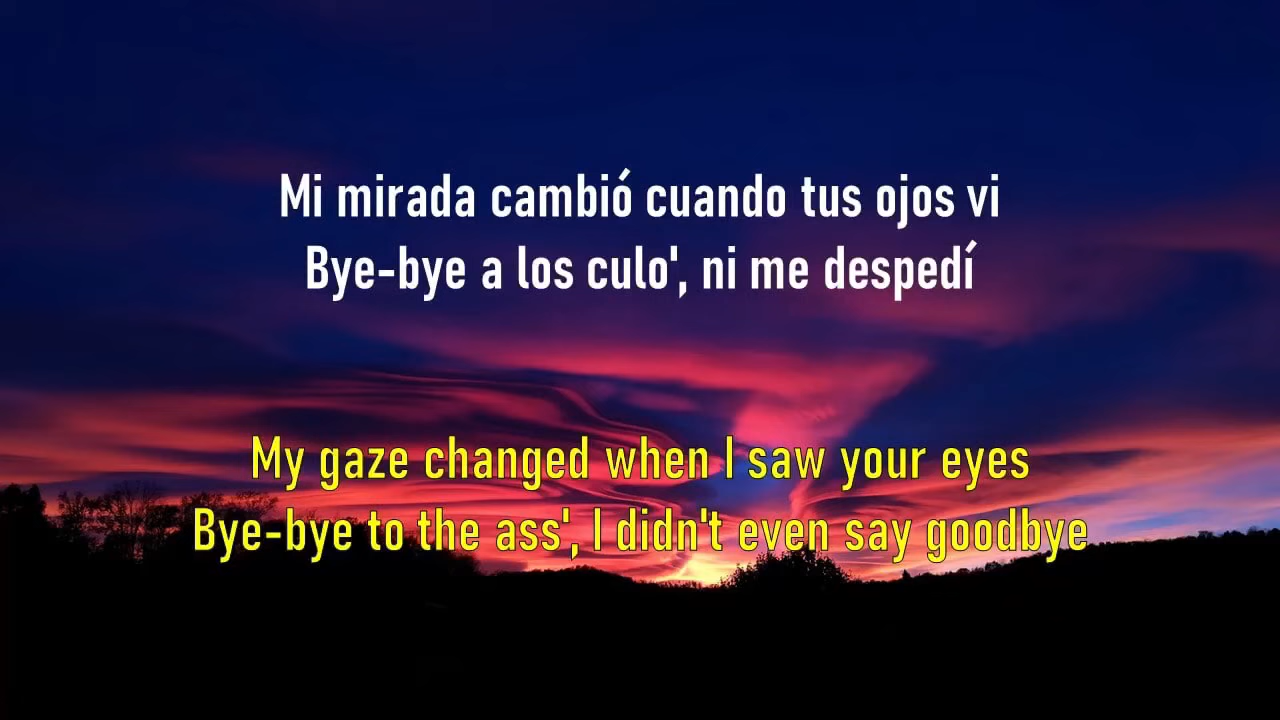 Mi mirada cambió cuando tus ojos vi
Bye-bye a los culo', ni me despedí
My gaze changed when I saw your eyes
Bye-bye to the ass', I didn't even say goodbye